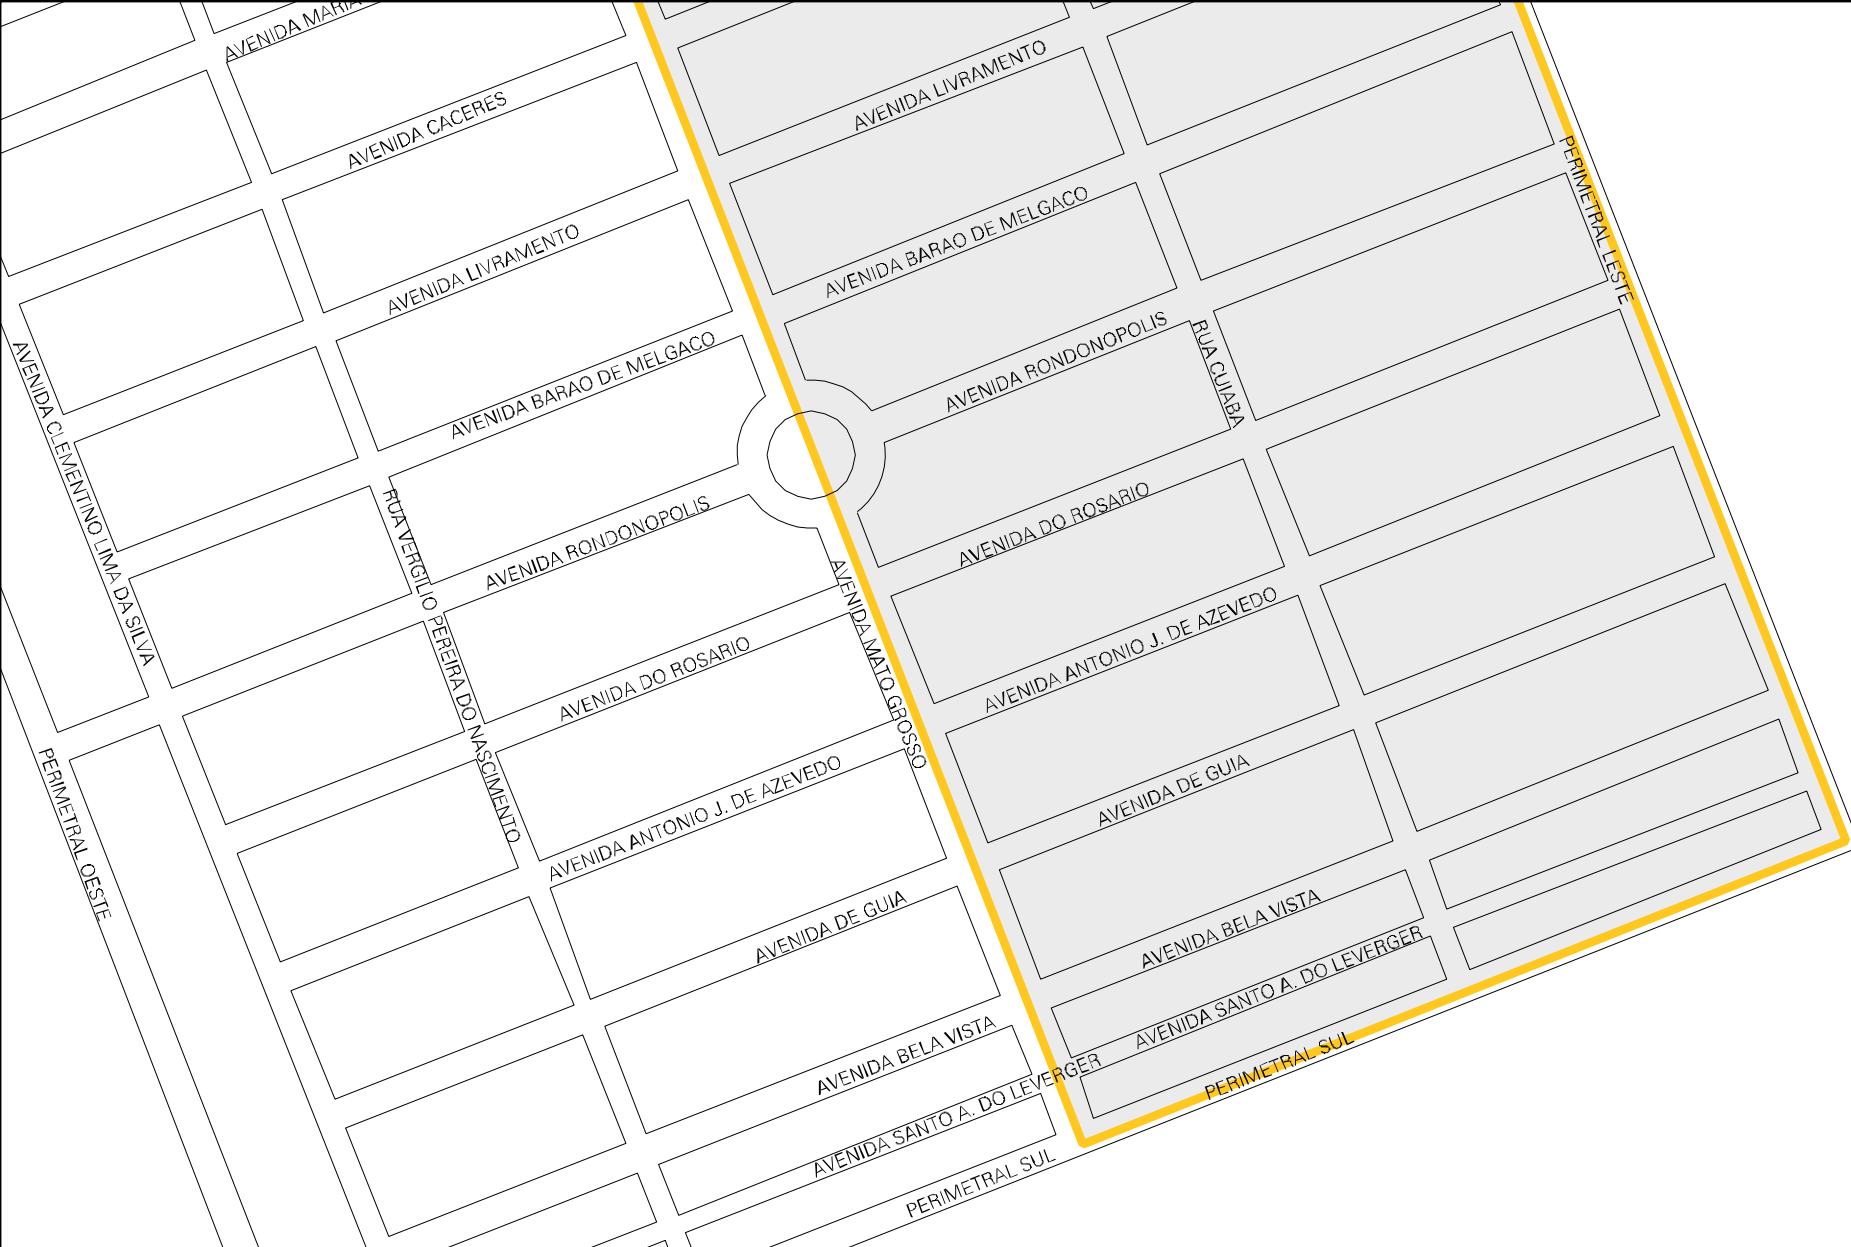 AVENIDA MARIA
AVENIDA CACERES
AVENIDA LIVRAMENTO
AVENIDA LIVRAMENTO
AVENIDA BARAO DE MELGACO
AVENIDA BARAO DE MELGACO
PERIMETRAL LESTE
AVENIDA RONDONOPOLIS
RUA CUIABA
AVENIDA CLEMENTINO LIMA DA SILVA
RUA VERGILIO PEREIRA DO NASCIMENTO
AVENIDA RONDONOPOLIS
AVENIDA DO ROSARIO
AVENIDA MATO GROSSO
AVENIDA DO ROSARIO
AVENIDA ANTONIO J. DE AZEVEDO
AVENIDA ANTONIO J. DE AZEVEDO
AVENIDA DE GUIA
PERIMETRAL OESTE
AVENIDA DE GUIA
AVENIDA BELA VISTA
AVENIDA SANTO A. DO LEVERGER
AVENIDA BELA VISTA
AVENIDA SANTO A. DO LEVERGER
PERIMETRAL SUL
PERIMETRAL SUL